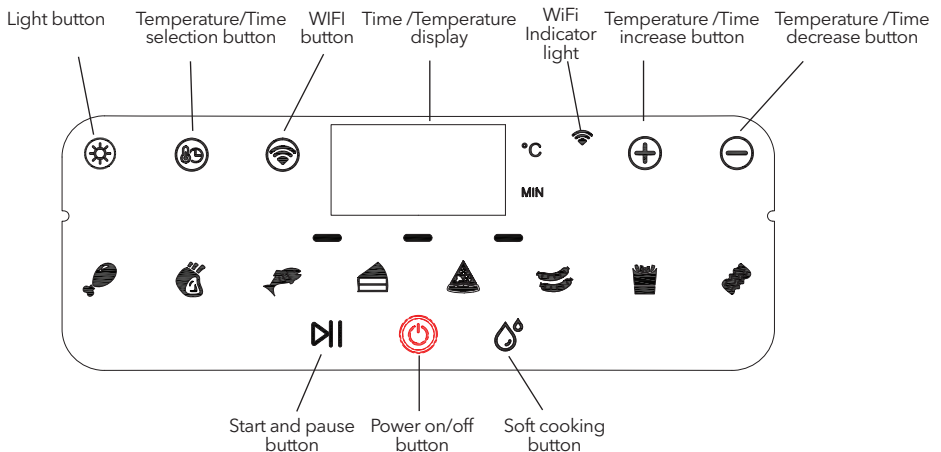 Light button
Temperature/Time
selection button
WIFI
button
Time /Temperature
display
WiFi
Indicator
light
Temperature /Time
increase button
Temperature /Time
decrease button
°C
MIN
Start and pause
button
Power on/off
button
Soft cooking
button